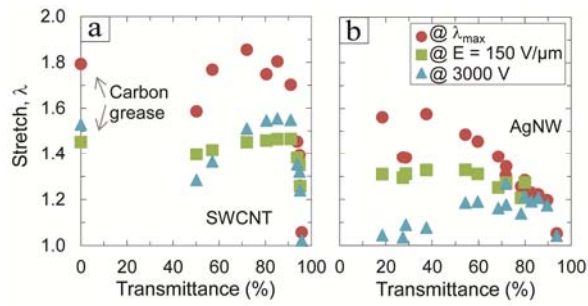 a
b
@ λmax
@ E = 150 V/μm
@ 3000 V
Carbon
grease
SWCNT
AgNW
Stretch, λ
2.0
1.8
1.6
1.4
1.2
1.0
0 20 40 60 80 100
Transmittance (%)
0 20 40 60 80 100
Transmittance (%)